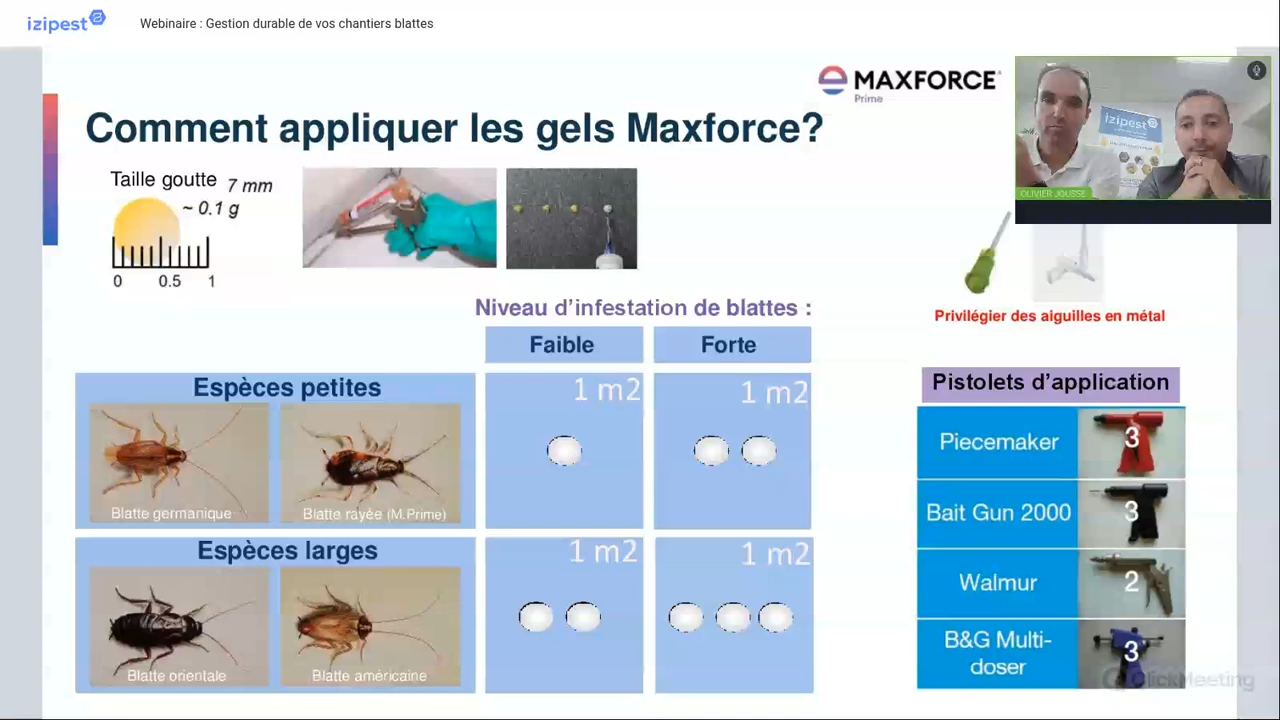 izipest
Webinaire : Gestion durable de vos chantiers blattes
MAXFORCE
Prime
Comment appliquer les gels Maxforce?
izipest
OLIVIER JOUSSE
Taille goutte 7 mm
~ 0.1 g
0 0.5 1
Privilégier des aiguilles en métal
Niveau d’infestation de blattes :
Faible Forte
Espèces petites
1 m2 1 m2
Blatte germanique Blatte rayée (M.Prime)
Espèces larges
1 m2 1 m2
Blatte orientale Blatte américaine
Pistolets d’application
Piecemaker 3
Bait Gun 2000 3
Walmur 2
B&G Multi-
doser 3
ClickMeeting